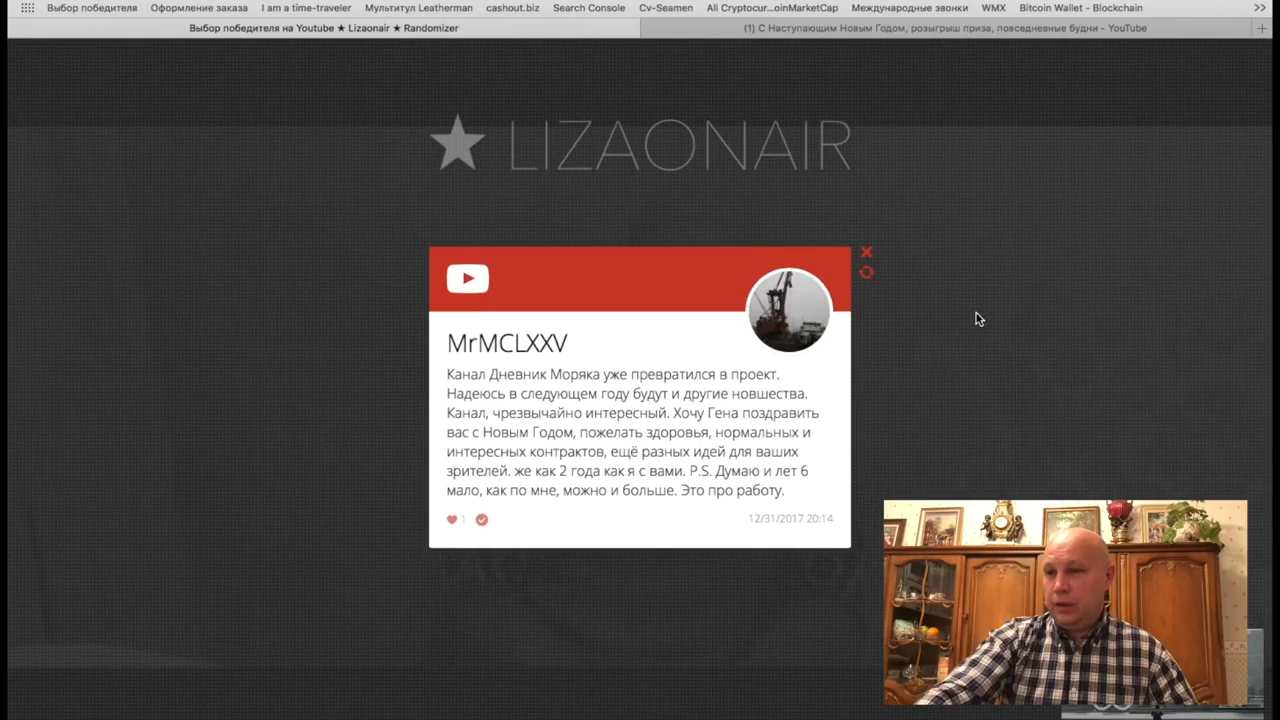 Выбор победителя Оформление заказа I am a time-traveler Мультитул Leatherman cashout.biz Search Console Cv-Seamen All Cryptocur...oinMarketCap Международные звонки WMX Bitcoin Wallet - Blockchain >>
Выбор победителя на Youtube ★ Lizaonair ★ Randomizer (1) С Наступающим Новым Годом, розыгрыш приза, повседневные будни - YouTube +
★ LIZAONAIR
MrMCLXXV
Канал Дневник Моряка уже превратился в проект.
Надеюсь в следующем году будут и другие новшества.
Канал, чрезвычайно интересный. Хочу Гена поздравить
вас с Новым Годом, пожелать здоровья, нормальных и
интересных контрактов, ещё разных идей для ваших
зрителей. же как 2 года как я с вами. P.S. Думаю и лет 6
мало, как по мне, можно и больше. Это про работу.
1 12/31/2017 20:14